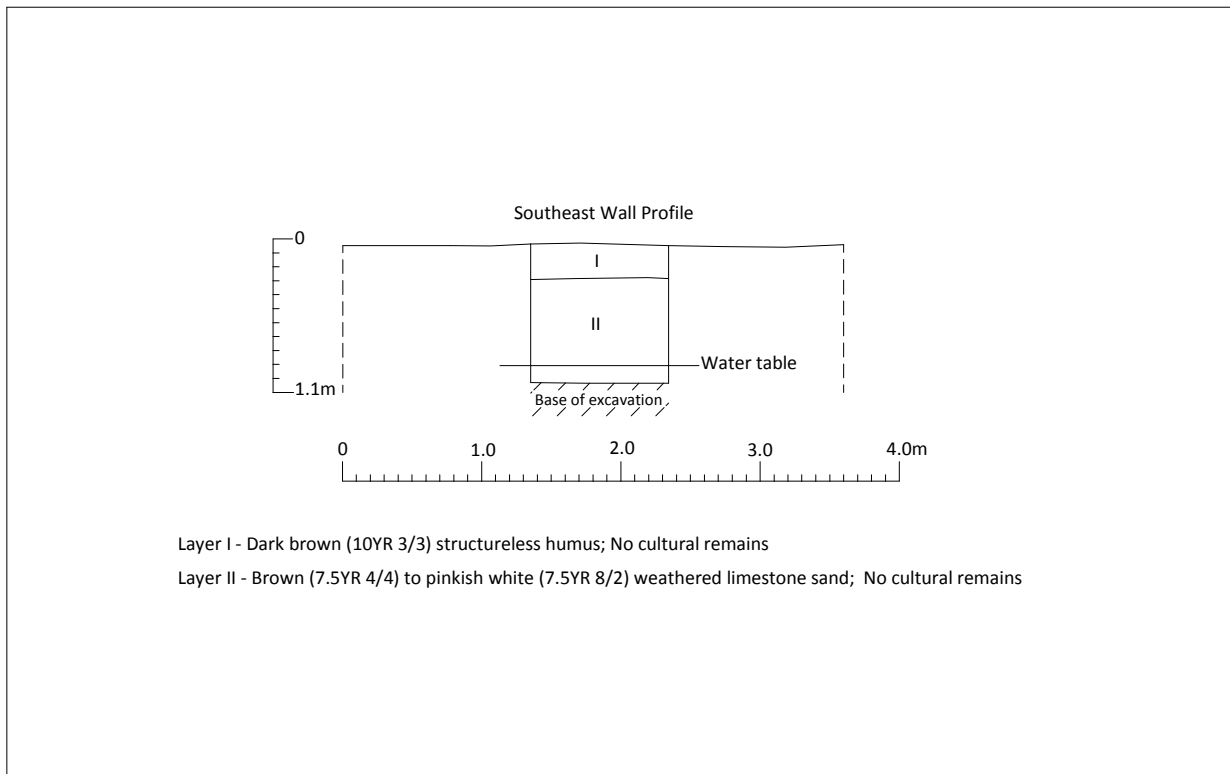 Southeast Wall Profile
0
I
II
Water table
1.1m
Base of excavation
0 1.0 2.0 3.0 4.0m
Layer I - Dark brown (10YR 3/3) structureless humus; No cultural remains
Layer II - Brown (7.5YR 4/4) to pinkish white (7.5YR 8/2) weathered limestone sand;  No cultural remains